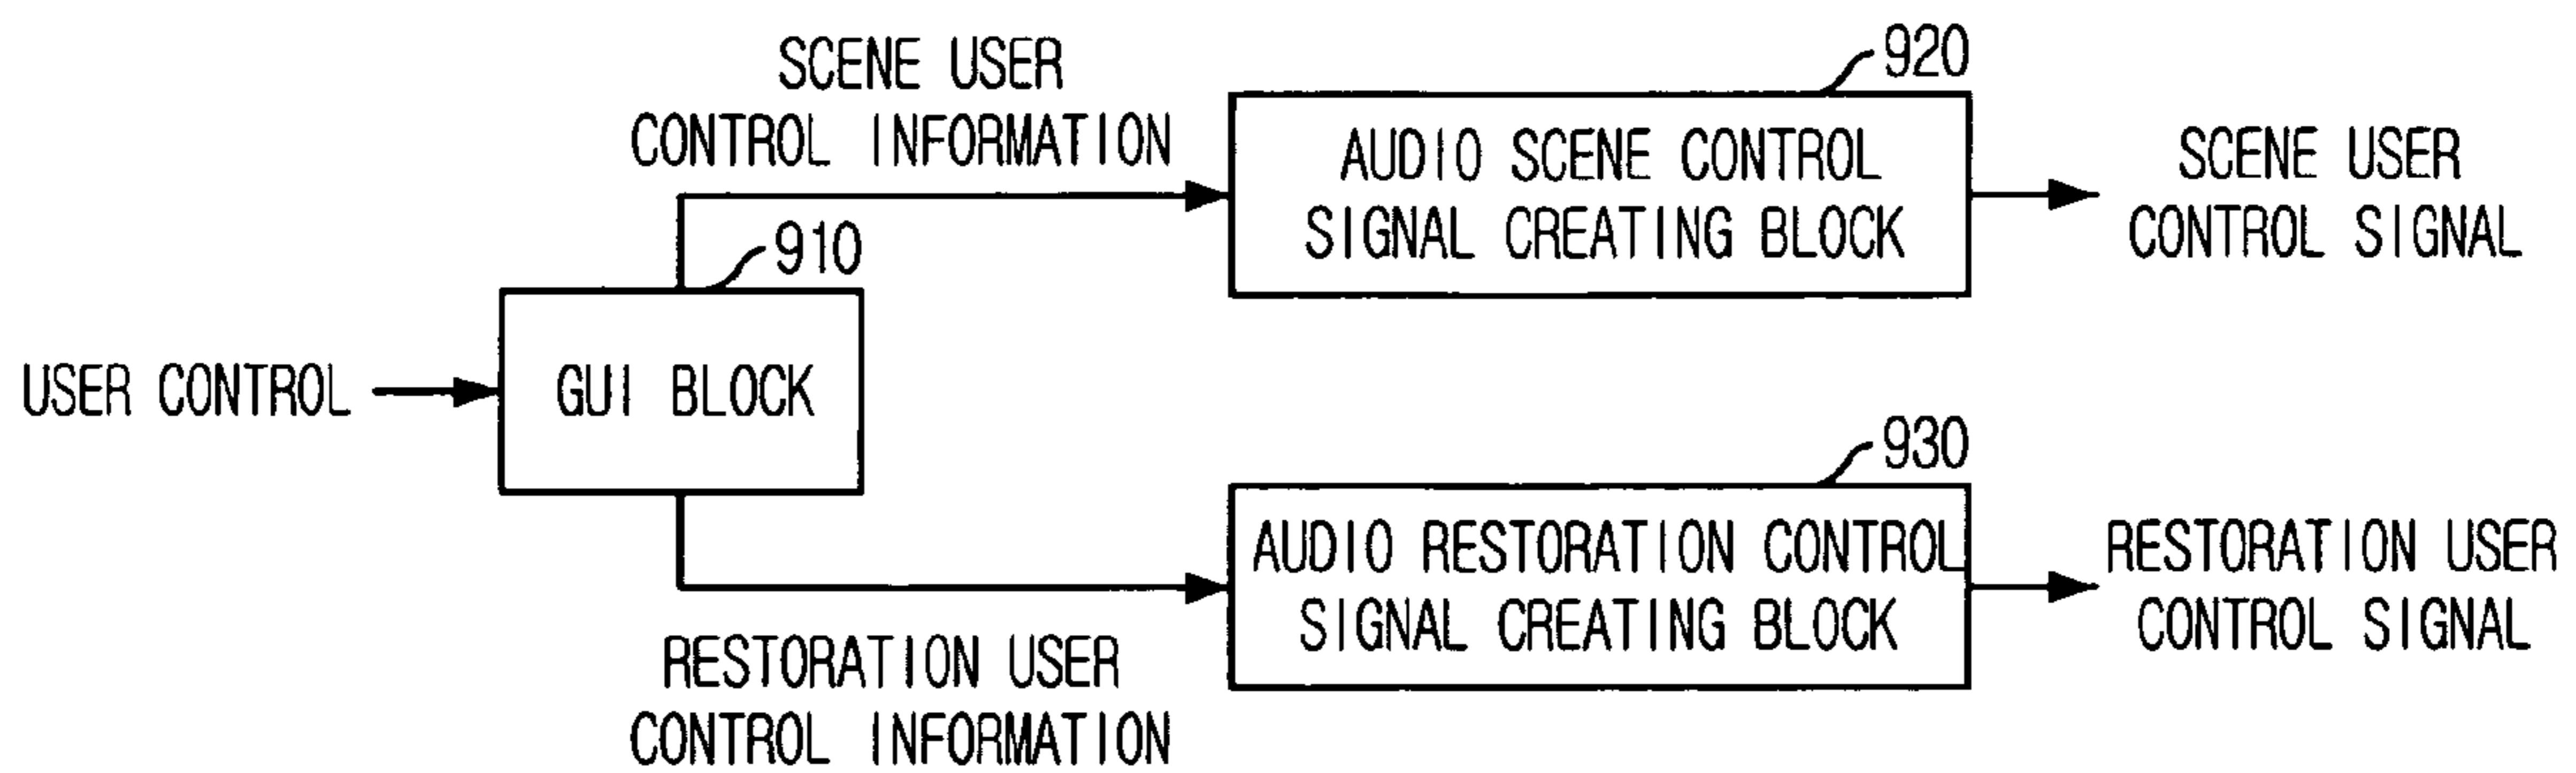 SCENE USER
CONTROL INFORMATION
920
AUDIO SCENE CONTROL
SIGNAL CREATING BLOCK
SCENE USER
CONTROL SIGNAL
910
USER CONTROL
GUI BLOCK
930
AUDIO RESTORATION CONTROL
SIGNAL CREATING BLOCK
RESTORATION USER
CONTROL SIGNAL
RESTORATION USER
CONTROL INFORMATION